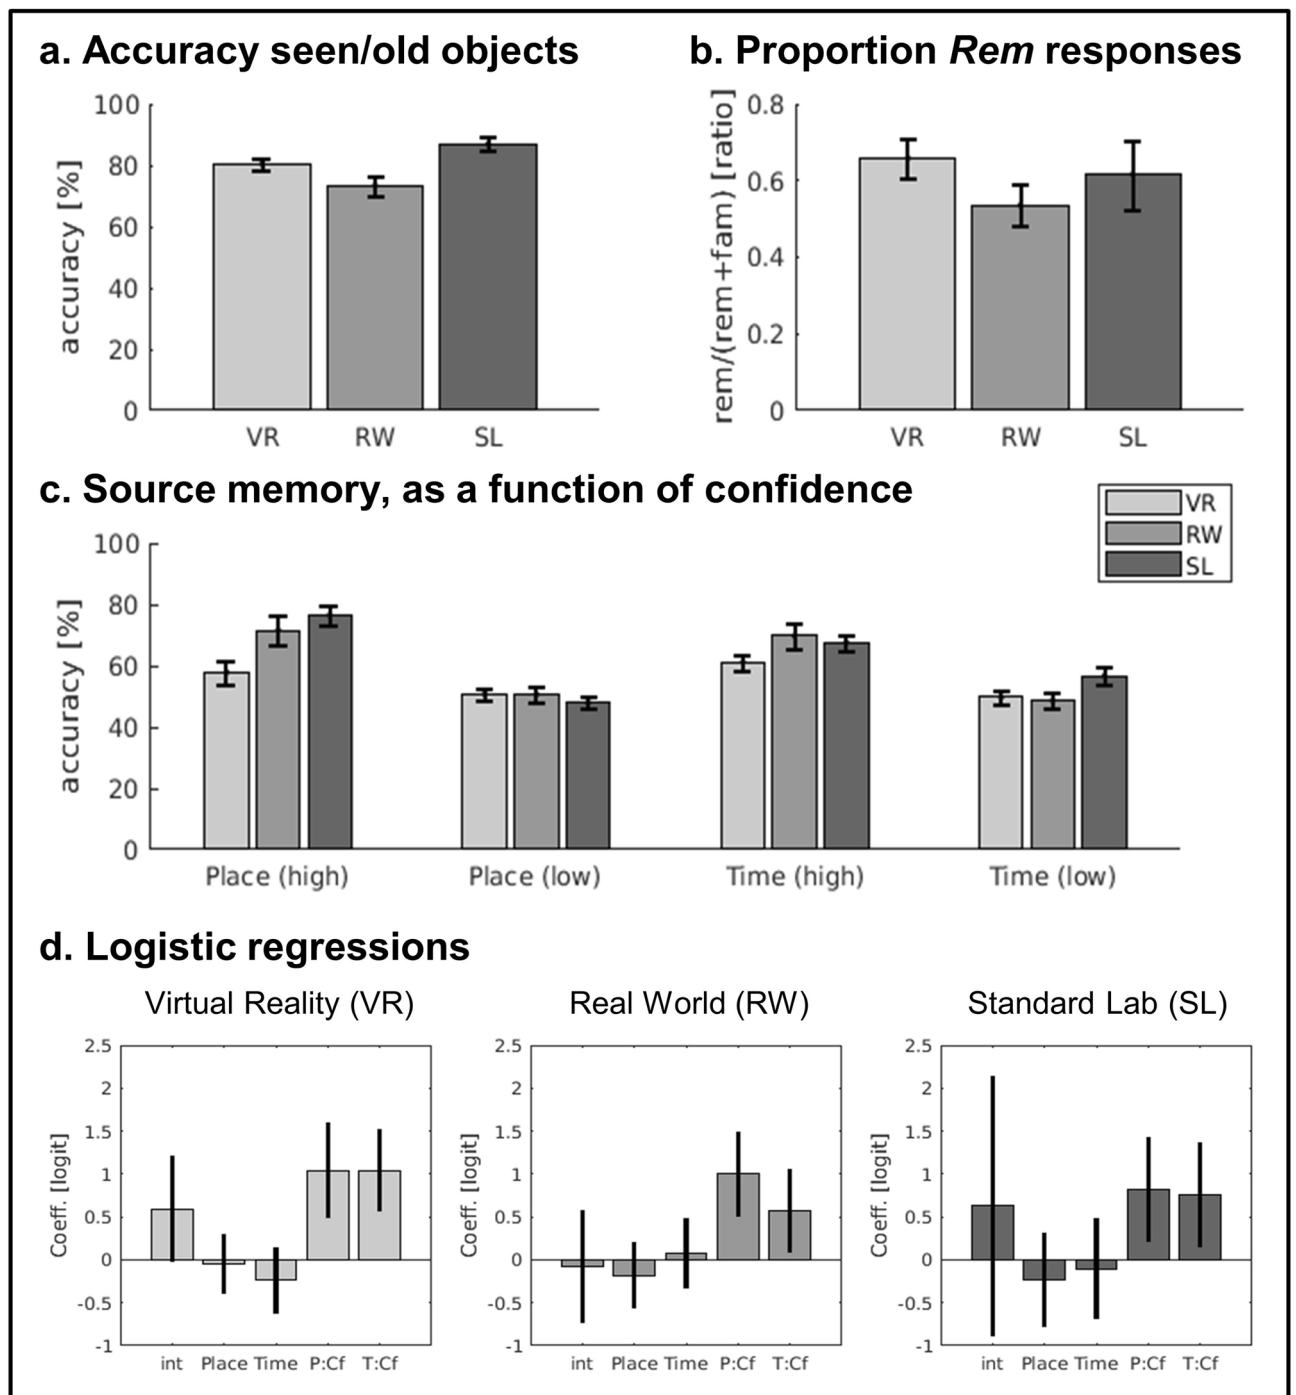 a. Accuracy seen/old objects
b. Proportion Rem responses
accuracy [%]
100
80
60
40
20
0
VR RW SL
rem/(rem+fam) [ratio]
0.8
0.6
0.4
0.2
0
VR RW SL
c. Source memory, as a function of confidence
VR
RW
SL
accuracy [%]
100
80
60
40
20
0
Place (high) Place (low) Time (high) Time (low)
d. Logistic regressions
Virtual Reality (VR)
Coeff. [logit]
2.5
2
1.5
1
0.5
0
-0.5
-1
int Place Time P:Cf T:Cf
Real World (RW)
Coeff. [logit]
2.5
2
1.5
1
0.5
0
-0.5
-1
int Place Time P:Cf T:Cf
Standard Lab (SL)
Coeff. [logit]
2.5
2
1.5
1
0.5
0
-0.5
-1
int Place Time P:Cf T:Cf